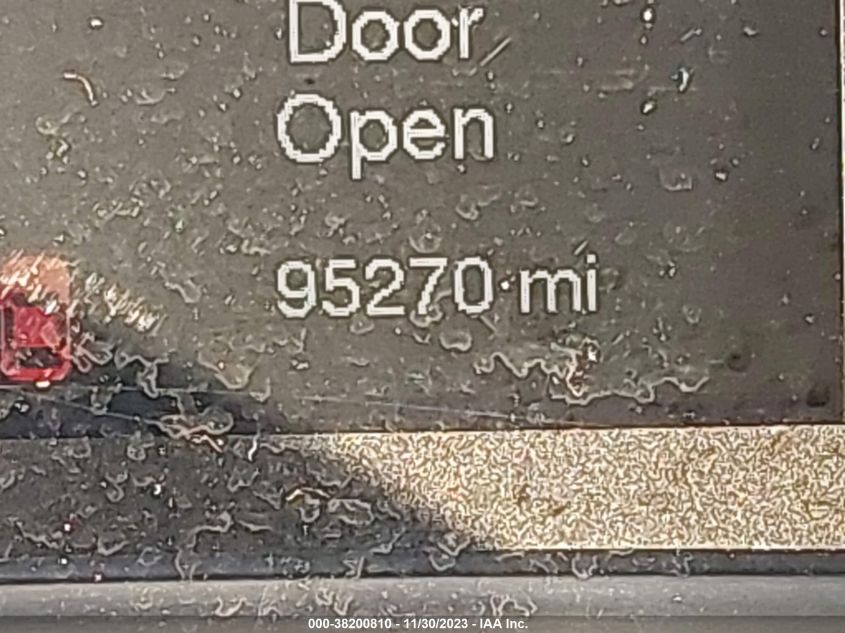 Door
Open
95270 mi
000-38200810 - 11/30/2023 - IAA Inc.